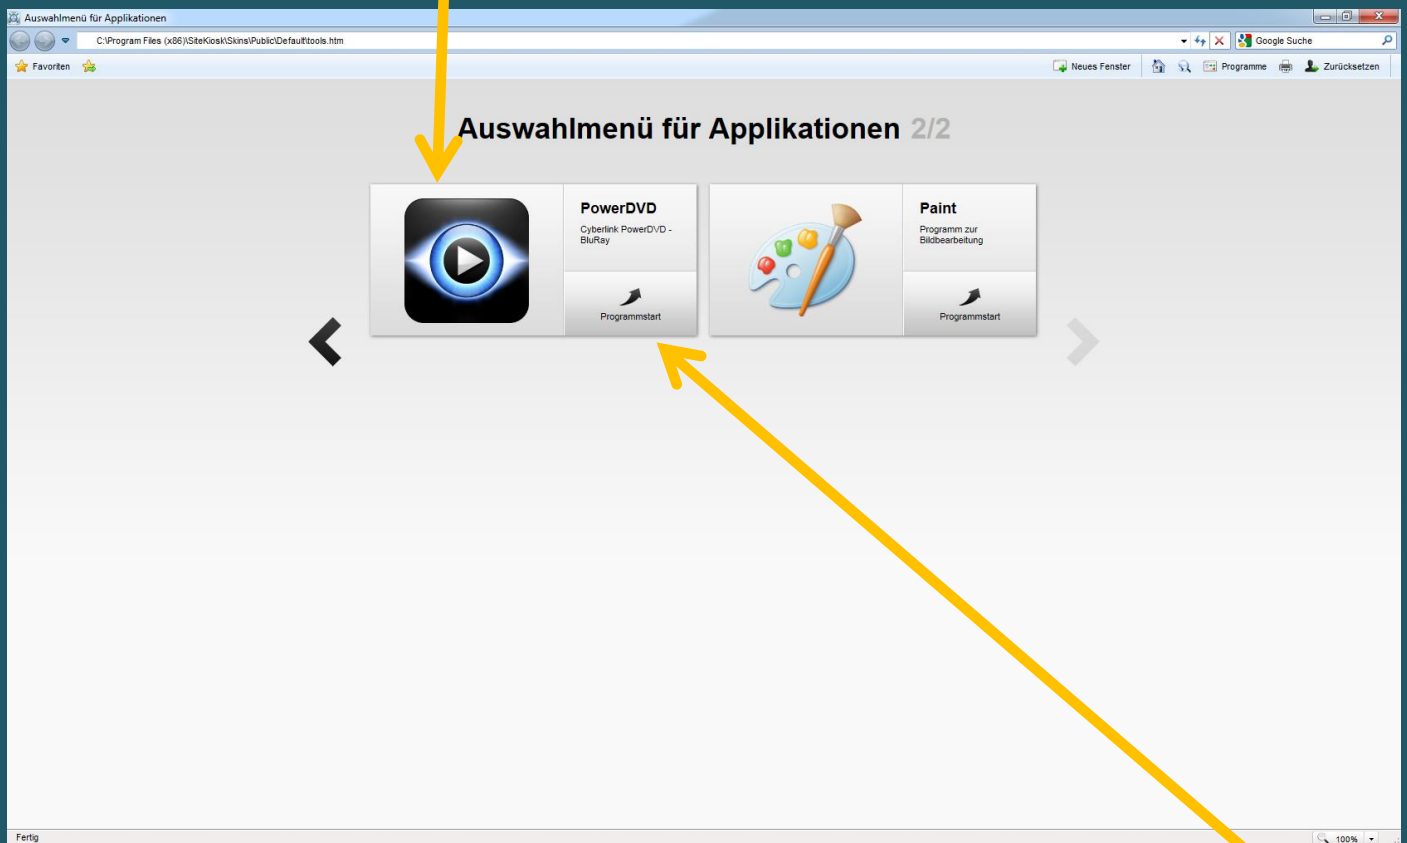 Auswahlmenü für Applikationen
C:\Program Files (x86)\SiteKiosk\Skins\Public\Default\tools.htm
Google Suche
Favoriten
Neues Fenster
Programme
Zurücksetzen
Auswahlmenü für Applikationen 2/2
PowerDVD
Cyberlink PowerDVD -
BluRay
Programmstart
Paint
Programm zur
Bildbearbeitung
Programmstart
Fertig
100%